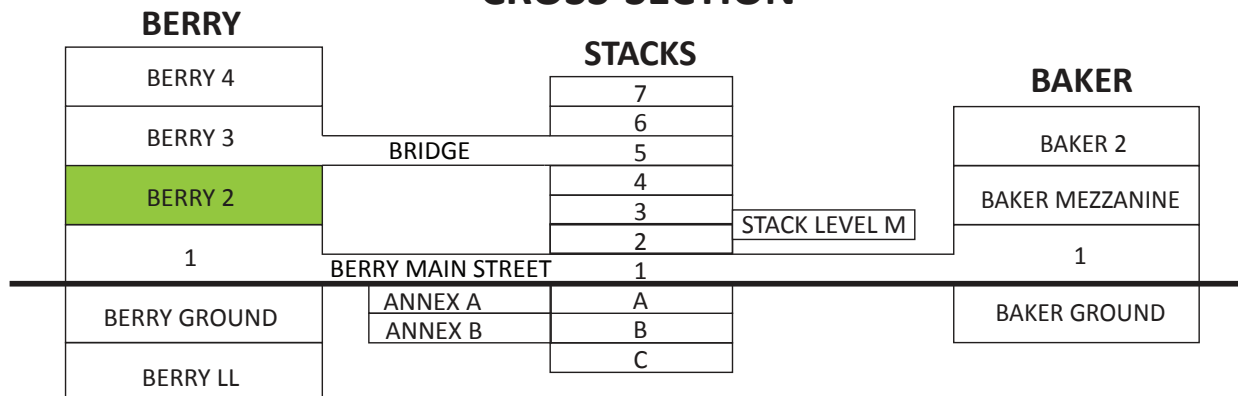 BERRY
BERRY 4
BERRY 3
BERRY 2
1
BERRY GROUND
BERRY LL
BRIDGE
BERRY MAIN STREET
ANNEX A
ANNEX B
STACKS
7
6
5
4
3
2
1
A
B
C
STACK LEVEL M
BAKER
BAKER 2
BAKER MEZZANINE
1
BAKER GROUND